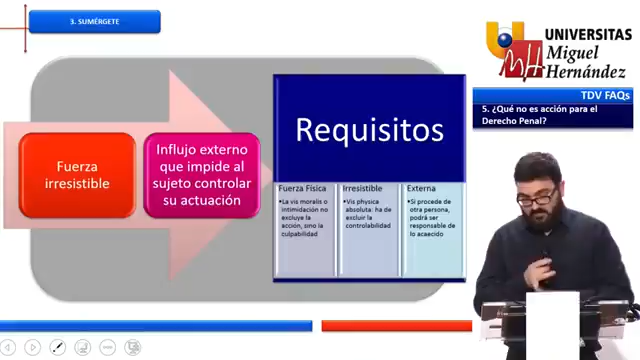 3. SUMÉRGETE
UNIVERSITAS
Miguel
Hernández
TDV FAQs
5. ¿Qué no es acción para el
Derecho Penal?
Fuerza
irresistible
Influjo externo
que impide al
sujeto controlar
su actuación
Requisitos
Fuerza Física
•La vis moralis o
intimidación no
excluye la
acción, sino la
culpabilidad
Irresistible
•Vis physica
absoluta: ha de
excluir la
controlabilidad
Externa
•Si procede de
otra persona,
podrá ser
responsable de
lo acaecido